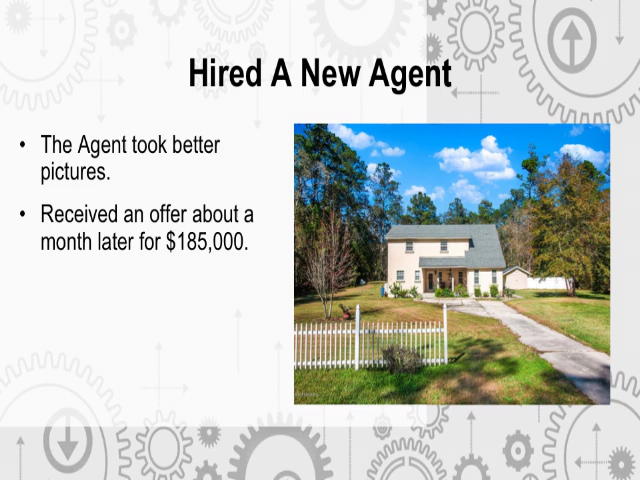 Hired A New Agent
• The Agent took better
pictures.
• Received an offer about a
month later for $185,000.